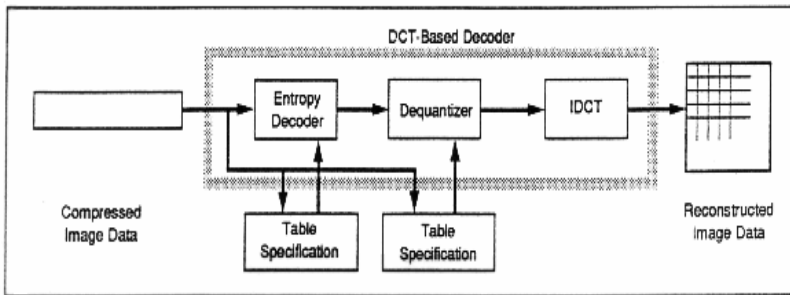 DCT-Based Decoder
Entropy
Decoder
Dequantizer
IDCT
Compressed
Image Data
Table
Specification
Table
Specification
Reconstructed
Image Data